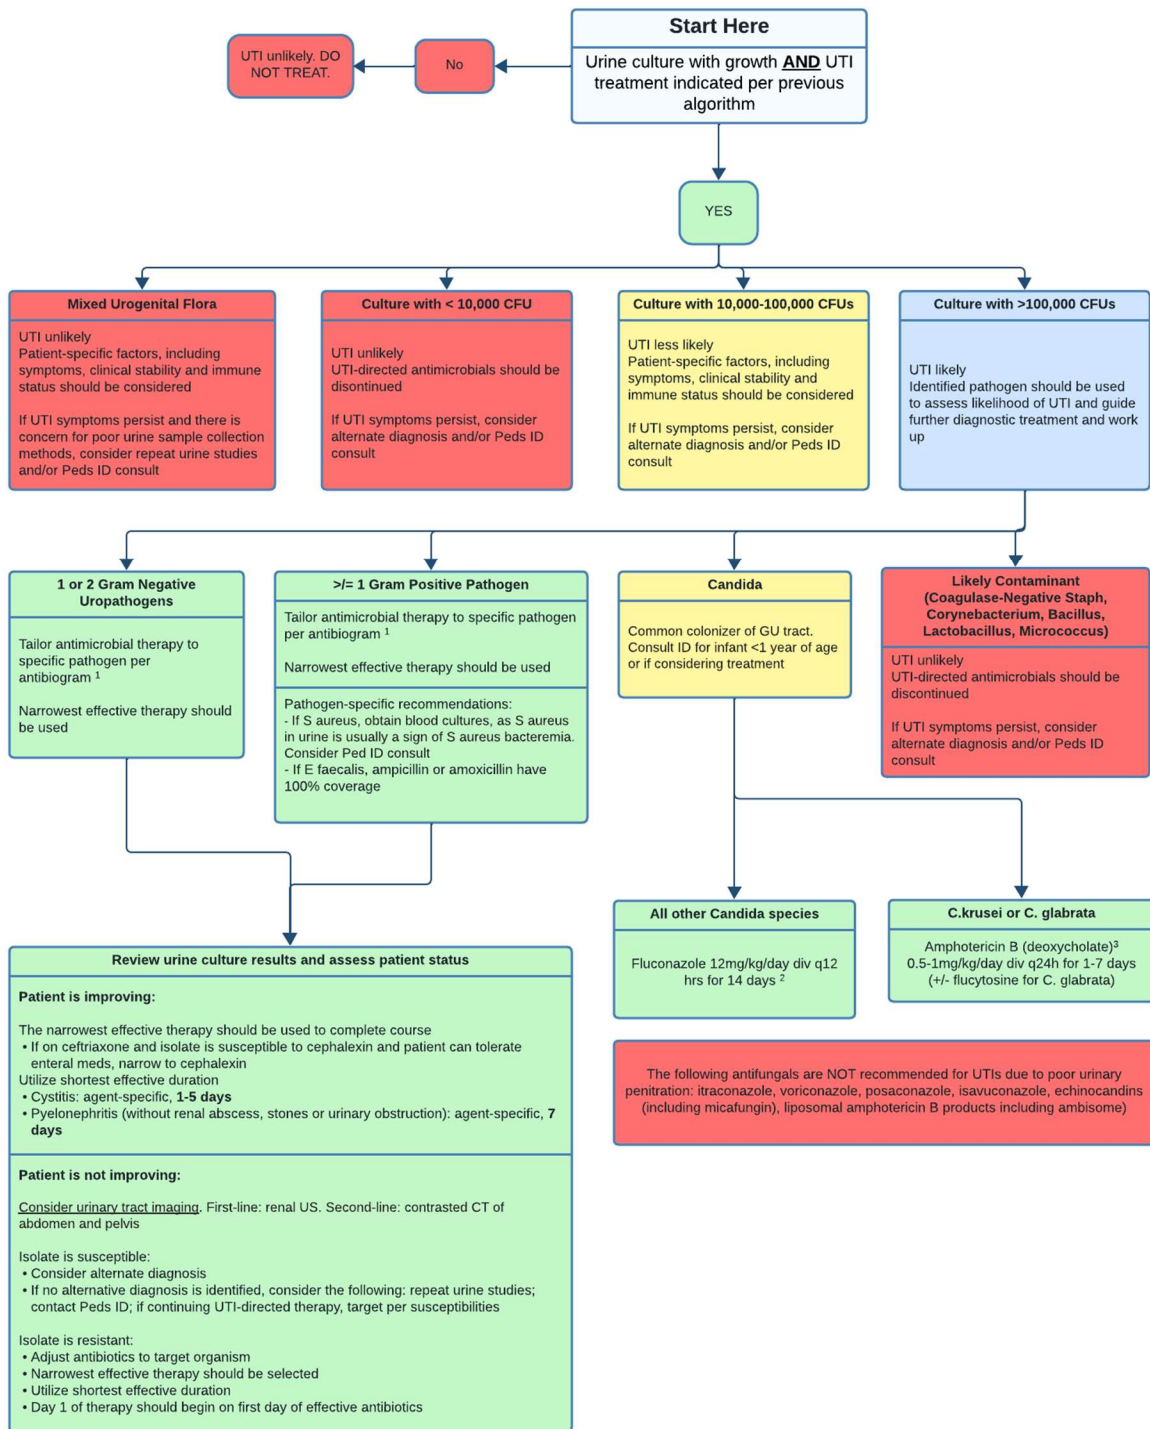 Start Here
Urine culture with growth AND UTI
treatment indicated per previous
algorithm
No
UTI unlikely. DO
NOT TREAT.
YES
Mixed Urogenital Flora
UTI unlikely
Patient-specific factors, including
symptoms, clinical stability and immune
status should be considered
If UTI symptoms persist and there is
concern for poor urine sample collection
methods, consider repeat urine studies
and/or Peds ID consult
Culture with < 10,000 CFU
UTI unlikely
UTI-directed antimicrobials should be
disontinued
If UTI symptoms persist, consider
alternate diagnosis and/or Peds ID
consult
Culture with 10,000-100,000 CFUs
UTI less likely
Patient-specific factors, including
symptoms, clinical stability and
immune status should be considered
If UTI symptoms persist, consider
alternate diagnosis and/or Peds ID
consult
Culture with >100,000 CFUs
UTI likely
Identified pathogen should be used
to assess likelihood of UTI and guide
further diagnostic treatment and work
up
1 or 2 Gram Negative
Uropathogens
Tailor antimicrobial therapy to
specific pathogen per
antibiogram 1
Narrowest effective therapy should
be used
>/= 1 Gram Positive Pathogen
Tailor antimicrobial therapy to specific pathogen
per antibiogram 1
Narrowest effective therapy should be used
Pathogen-specific recommendations:
- If S aureus, obtain blood cultures, as S aureus
in urine is usually a sign of S aureus bacteremia.
Consider Ped ID consult
- If E faecalis, ampicillin or amoxicillin have
100% coverage
Candida
Common colonizer of GU tract.
Consult ID for infant <1 year of age
or if considering treatment
Likely Contaminant
(Coagulase-Negative Staph,
Corynebacterium, Bacillus,
Lactobacillus, Micrococcus)
UTI unlikely
UTI-directed antimicrobials should be
discontinued
If UTI symptoms persist, consider
alternate diagnosis and/or Peds ID
consult
All other Candida species
Fluconazole 12mg/kg/day div q12
hrs for 14 days 2
C.krusei or C. glabrata
Amphotericin B (deoxycholate)3
0.5-1mg/kg/day div q24h for 1-7 days
(+/- flucytosine for C. glabrata)
The following antifungals are NOT recommended for UTIs due to poor urinary
penitration: itraconazole, voriconazole, posaconazole, isavuconazole, echinocandins
(including micafungin), liposomal amphotericin B products including ambisome)
Review urine culture results and assess patient status
Patient is improving:
The narrowest effective therapy should be used to complete course
• If on ceftriaxone and isolate is susceptible to cephalexin and patient can tolerate
enteral meds, narrow to cephalexin
Utilize shortest effective duration
• Cystitis: agent-specific, 1-5 days
• Pyelonephritis (without renal abscess, stones or urinary obstruction): agent-specific, 7
days
Patient is not improving:
Consider urinary tract imaging. First-line: renal US. Second-line: contrasted CT of
abdomen and pelvis
Isolate is susceptible:
• Consider alternate diagnosis
• If no alternative diagnosis is identified, consider the following: repeat urine studies;
contact Peds ID; if continuing UTI-directed therapy, target per susceptibilities
Isolate is resistant:
• Adjust antibiotics to target organism
• Narrowest effective therapy should be selected
• Utilize shortest effective duration
• Day 1 of therapy should begin on first day of effective antibiotics